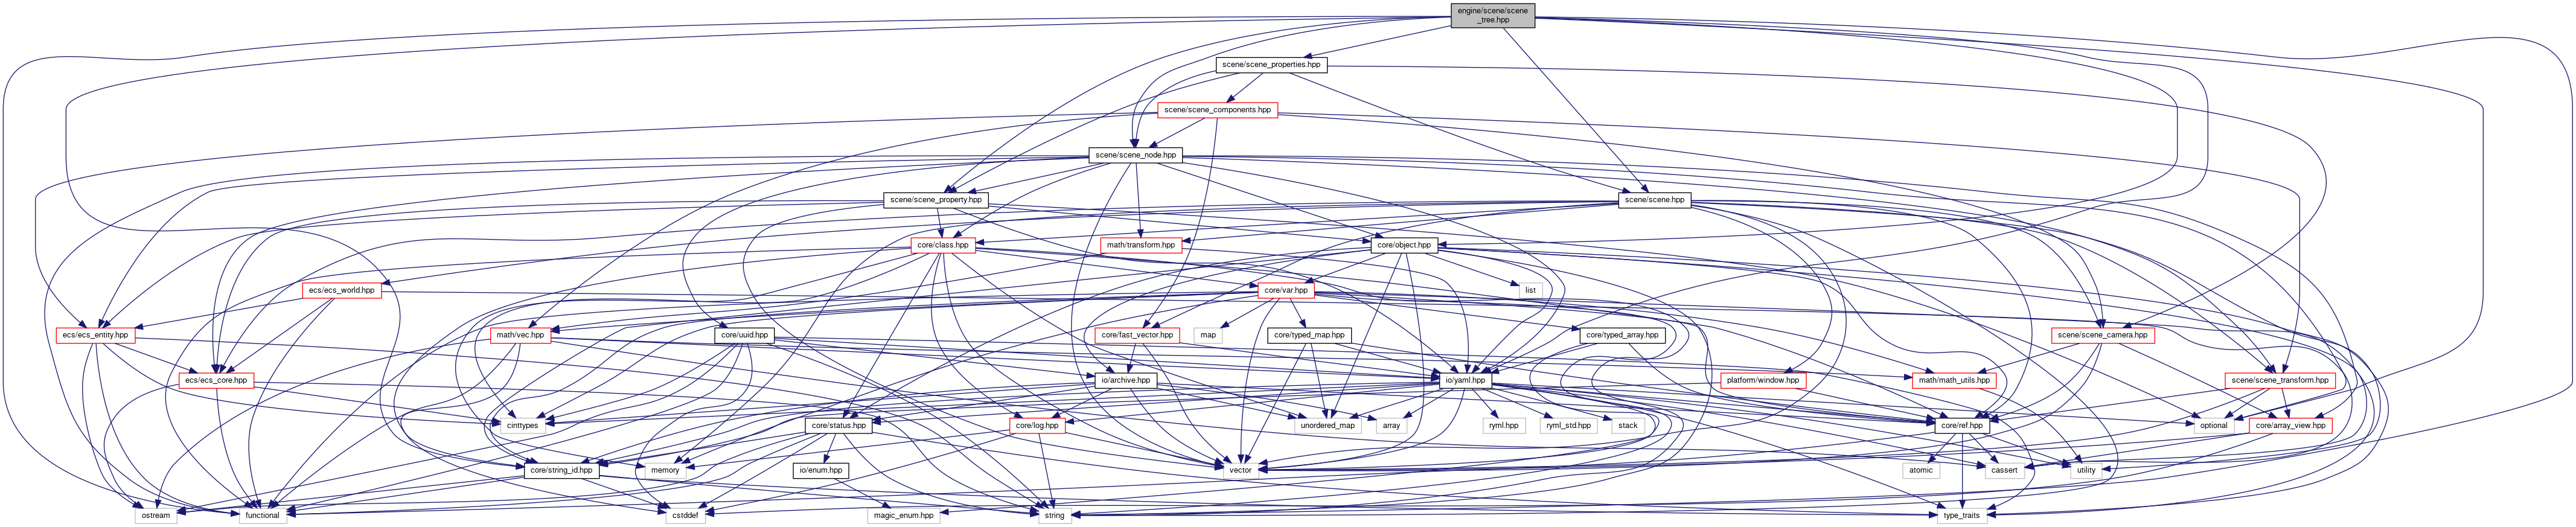 engine/scene/scene
_tree.hpp
scene/scene_properties.hpp
scene/scene_components.hpp
scene/scene_node.hpp
scene/scene_property.hpp
scene/scene.hpp
core/class.hpp
math/transform.hpp
core/object.hpp
ecs/ecs_world.hpp
core/var.hpp
list
ecs/ecs_entity.hpp
math/vec.hpp
core/uuid.hpp
core/fast_vector.hpp
map
core/typed_map.hpp
core/typed_array.hpp
scene/scene_camera.hpp
ecs/ecs_core.hpp
io/archive.hpp
io/yaml.hpp
platform/window.hpp
math/math_utils.hpp
scene/scene_transform.hpp
cinttypes
core/status.hpp
core/log.hpp
unordered_map
array
ryml.hpp
ryml_std.hpp
stack
core/ref.hpp
optional
core/array_view.hpp
core/string_id.hpp
memory
io/enum.hpp
vector
atomic
cassert
utility
ostream
functional
cstddef
magic_enum.hpp
string
type_traits